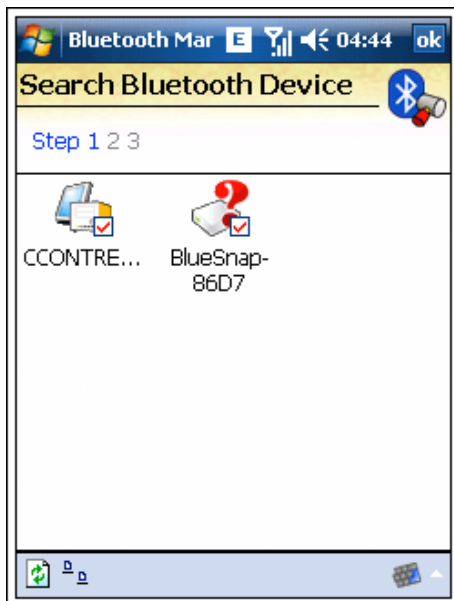 Bluetooth Mar E 04:44 ok
Search Bluetooth Device
Step 1 2 3
CCONTRE... BlueSnap-
86D7